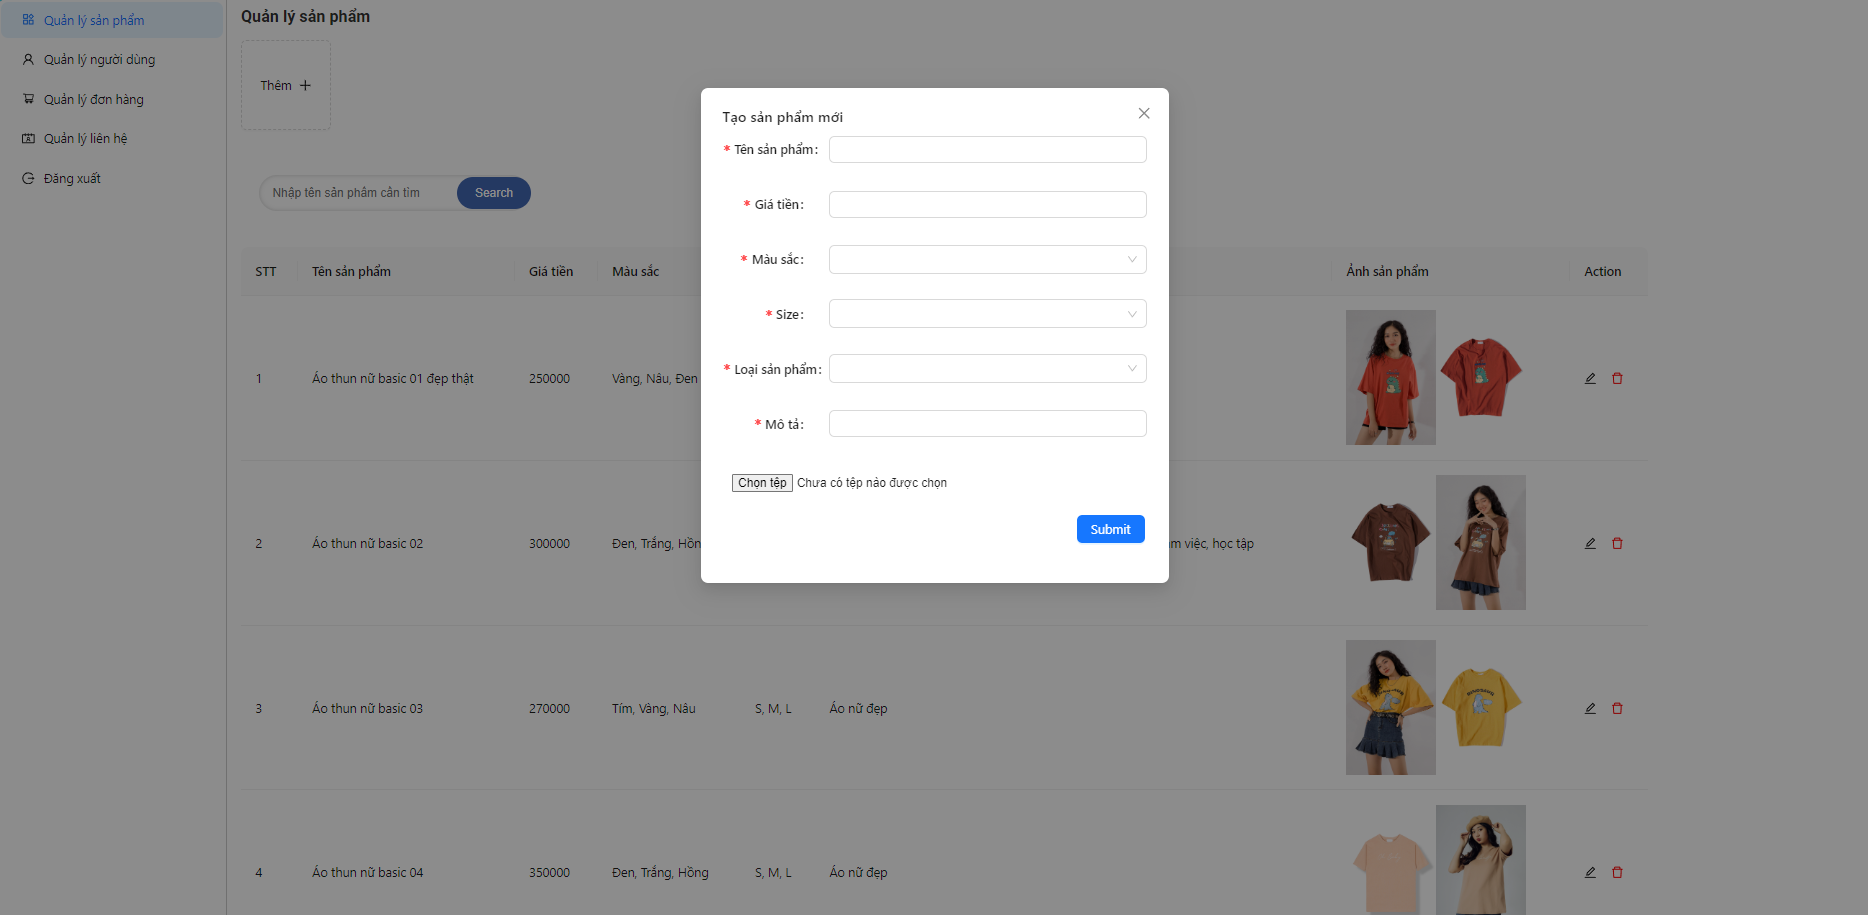 Quản lý sản phẩm
Quản lý người dùng
Quản lý đơn hàng
Quản lý liên hệ
Đăng xuất
Quản lý sản phẩm
Thêm
Nhập tên sản phẩm cần tìm
Search
Tạo sản phẩm mới
* Tên sản phẩm:
* Giá tiền:
* Màu sắc:
* Size:
* Loại sản phẩm:
* Mô tả:
Chọn tệp Chưa có tệp nào được chọn
Submit
STT Tên sản phẩm Giá tiền Màu sắc Ảnh sản phẩm Action
1 Áo thun nữ basic 01 đẹp thật 250000 Vàng, Nâu, Đen
2 Áo thun nữ basic 02 300000 Đen, Trắng, việc, học tập
3 Áo thun nữ basic 03 270000 Tím, Vàng, Nâu S, M, L Áo nữ đẹp
4 Áo thun nữ basic 04 350000 Đen, Trắng, Hồng S, M, L Áo nữ đẹp